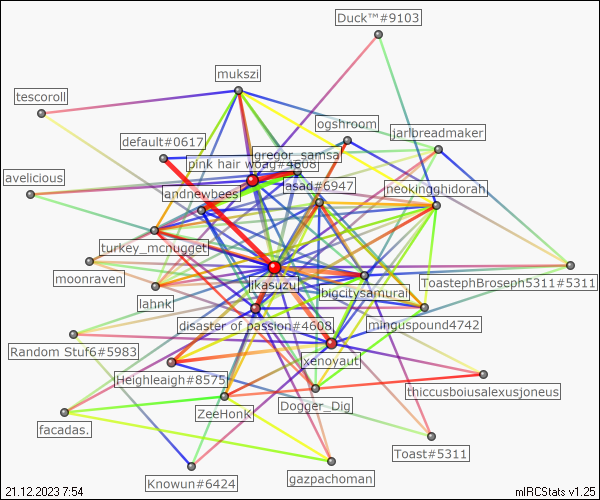 Duck™#9103
mukszi
tescoroll
ogshroom
default#0617
jarlbreadmaker
gregor_samsa
pink hair woag#4808
avelicious
asad#6947
neokingghidorah
andnewbees
turkey_mcnugget
moonraven
ToastephBroseph5311#5311
jikasuzu
bigcitysamurai
lahnk
disaster of passion#4608
minguspound4742
Random Stuf6#5983
xenoyaut
Heighleaigh#8575
thiccusboiusalexusjoneus
Dogger_Dig
ZeeHonK
facadas.
Toast#5311
gazpachoman
Knowun#6424
21.12.2023 7:54
mIRCStats v1.25